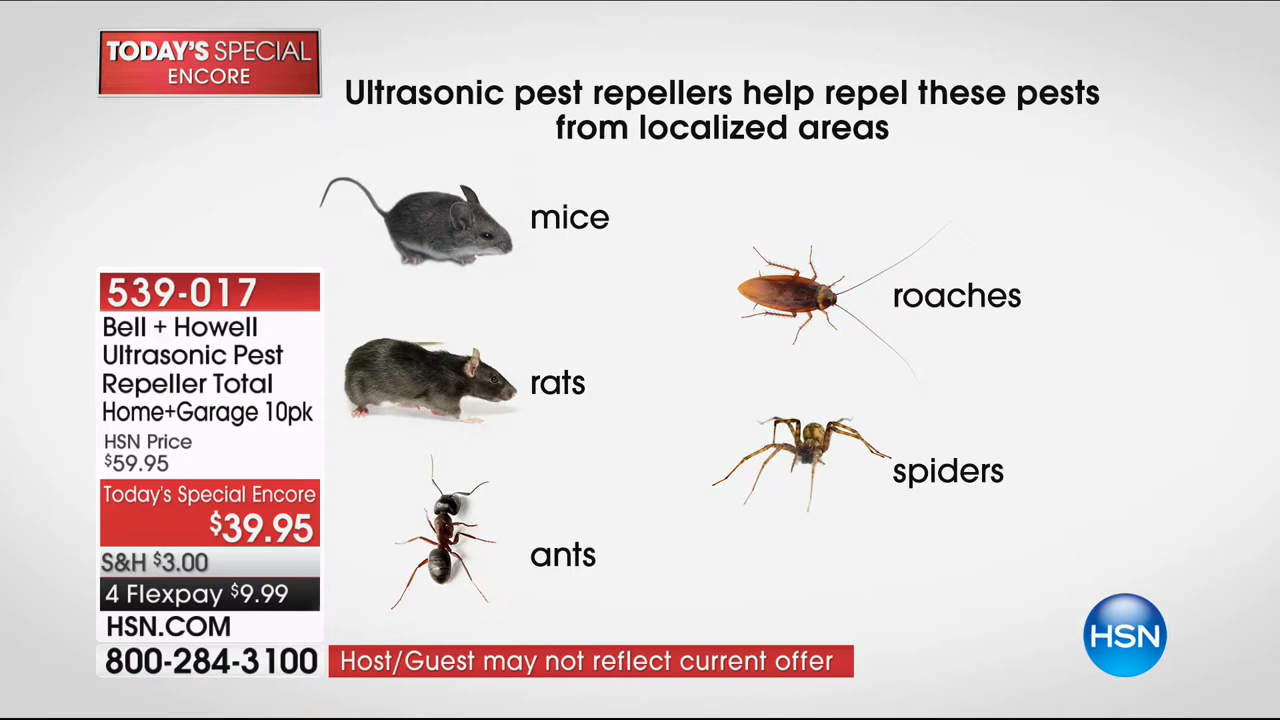 TODAY'S SPECIAL
ENCORE
Ultrasonic pest repellers help repel these pests
from localized areas
mice
roaches
rats
spiders
ants
539-017
Bell + Howell
Ultrasonic Pest
Repeller Total
Home+Garage 10pk
HSN Price
$59.95
Today's Special Encore
$39.95
S&H $3.00
4 Flexpay $9.99
HSN.COM
800-284-3100
Host/Guest may not reflect current offer
HSN